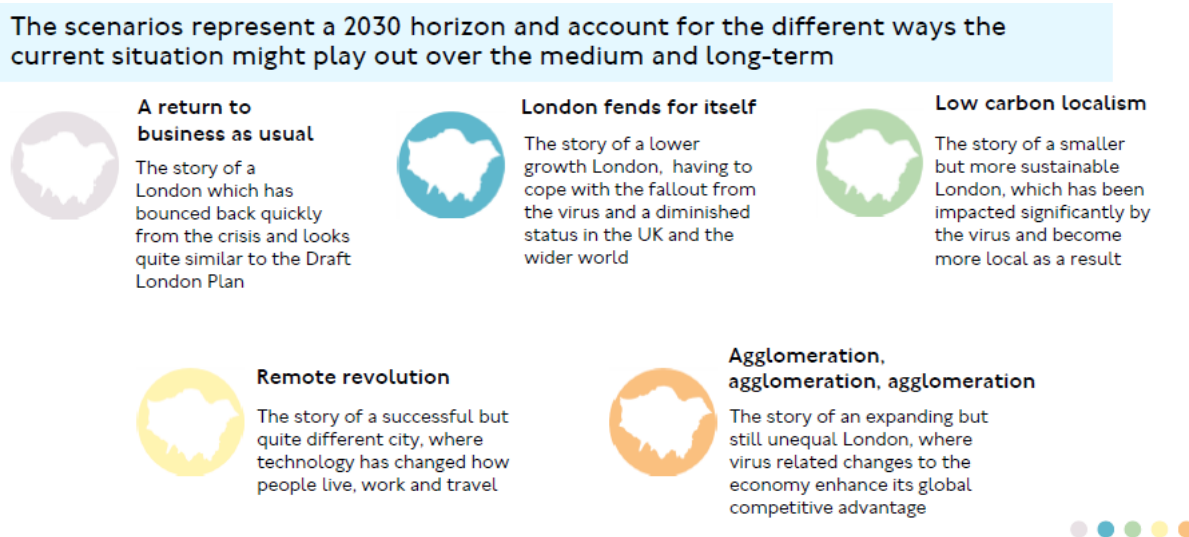 The scenarios represent a 2030 horizon and account for the different ways the
current situation might play out over the medium and long-term
A return to
business as usual
The story of a
London which has
bounced back quickly
from the crisis and looks
quite similar to the Draft
London Plan
London fends for itself
The story of a lower
growth London, having to
cope with the fallout from
the virus and a diminished
status in the UK and the
wider world
Low carbon localism
The story of a smaller
but more sustainable
London, which has been
impacted significantly by
the virus and become
more local as a result
Remote revolution
The story of a successful but
quite different city, where
technology has changed how
people live, work and travel
Agglomeration,
agglomeration, agglomeration
The story of an expanding but
still unequal London, where
virus related changes to the
economy enhance its global
competitive advantage